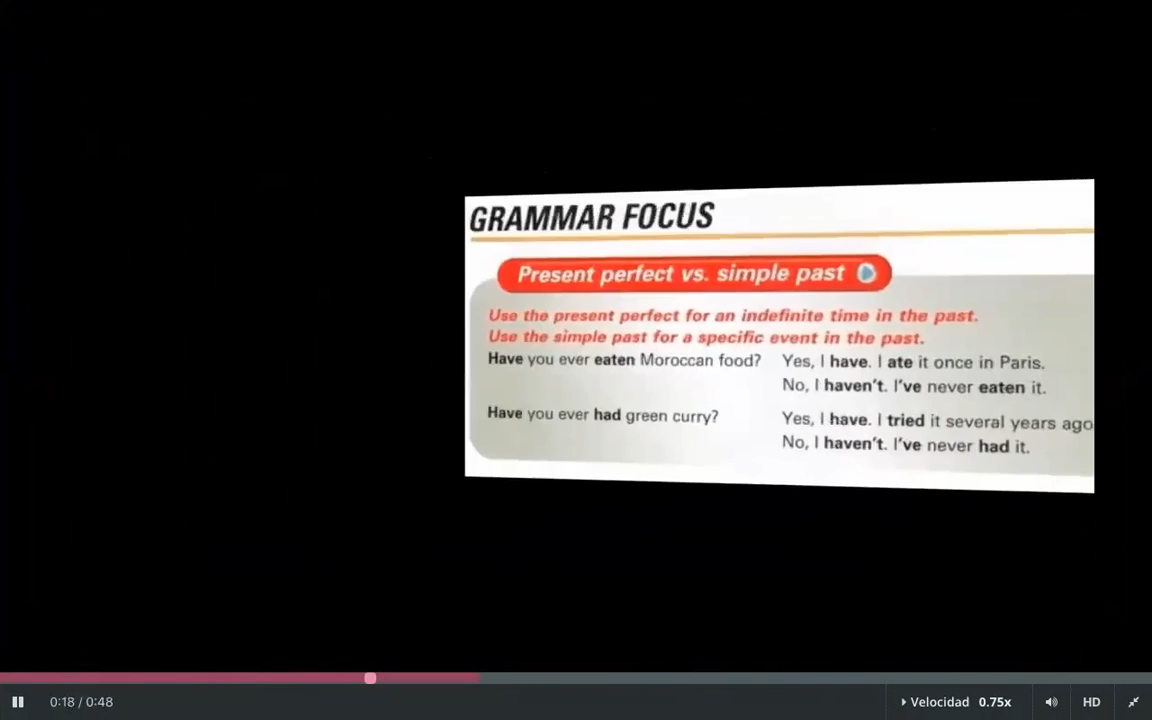 GRAMMAR FOCUS
Present perfect vs. simple past
Use the present perfect for an indefinite time in the past.
Use the simple past for a specific event in the past.
Have you ever eaten Moroccan food? Yes, I have. I ate it once in Paris.
No, I haven't. I've never eaten it.
Have you ever had green curry? Yes, I have. I tried it several years ago
No, I haven't. I've never had it.
0:18 / 0:48 Velocidad 0.75x HD